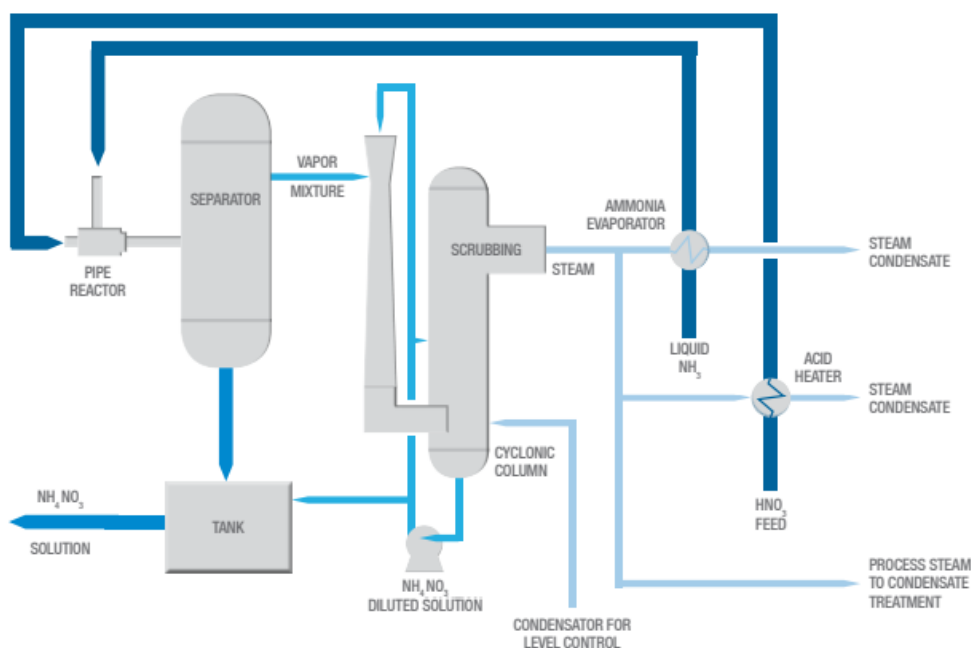 VAPOR
MIXTURE
SEPARATOR
AMMONIA
EVAPORATOR
SCRUBBING
STEAM
STEAM
CONDENSATE
PIPE
REACTOR
LIQUID
NH₃
ACID
HEATER
STEAM
CONDENSATE
CYCLONIC
COLUMN
NH₄NO₃
SOLUTION
TANK
HNO₃
FEED
NH₄NO₃
DILUTED SOLUTION
PROCESS STEAM
TO CONDENSATE
TREATMENT
CONDENSATOR FOR
LEVEL CONTROL